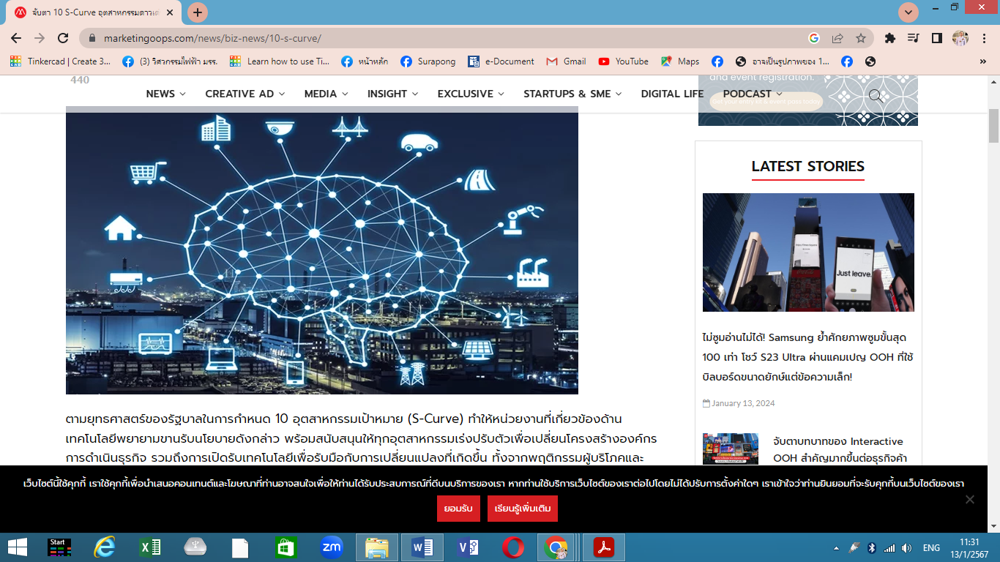 จับตา 10 S-Curve อุตสาหกรรมดาวเด่
marketingoops.com/news/biz-news/10-s-curve/
Tinkercad | Create 3...
(3) วิศวกรรมไฟฟ้า มรร.
Learn how to use Ti...
หน้าหลัก
Surapong
e-Document
Gmail
YouTube
Maps
อาจเป็นรูปภาพของ 1...
»
440
and event registration.
NEWS
CREATIVE AD
MEDIA
INSIGHT
EXCLUSIVE
STARTUPS & SME
DIGITAL LIFE
PODCAST
Get your entry kit & event pass today
LATEST STORIES
Just leave.
ไม่ซูมอ่านไม่ได้! Samsung ย้ำศักยภาพซูมขั้นสุด
100 เท่า โชว์ S23 Ultra ผ่านแคมเปญ OOH ที่ใช้
บิลบอร์ดขนาดยักษ์แต่ข้อความเล็ก!
January 13, 2024
จับตาบทบาทของ Interactive
OOH สำคัญมากขึ้นต่อธุรกิจค้า
ตามยุทธศาสตร์ของรัฐบาลในการกำหนด 10 อุตสาหกรรมเป้าหมาย (S-Curve) ทำให้หน่วยงานที่เกี่ยวข้องด้าน
เทคโนโลยีพยายามขานรับนโยบายดังกล่าว พร้อมสนับสนุนให้ทุกอุตสาหกรรมเร่งปรับตัวเพื่อเปลี่ยนโครงสร้างองค์กร
การดำเนินธุรกิจ รวมถึงการเปิดรับเทคโนโลยีเพื่อรับมือกับการเปลี่ยนแปลงที่เกิดขึ้น ทั้งจากพฤติกรรมผู้บริโภคและ
เว็บไซต์นี้ใช้คุกกี้ เราใช้คุกกี้เพื่อนำเสนอคอนเทนต์และโฆษณาที่ท่านอาจสนใจเพื่อให้ท่านได้รับประสบการณ์ที่ดีบนบริการของเรา หากท่านใช้บริการเว็บไซต์ของเราต่อไปโดยไม่ได้ปรับการตั้งค่าใดๆ เราเข้าใจว่าท่านยินยอมที่จะรับคุกกี้บนเว็บไซต์ของเรา
ยอมรับ
เรียนรู้เพิ่มเติม
Start
zm
ENG
11:31
13/1/2567